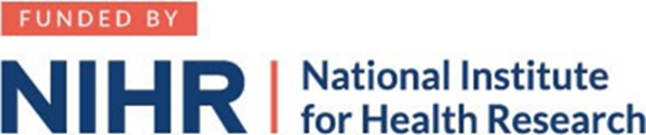 FUNDED BY
NIHR
National Institute
for Health Research